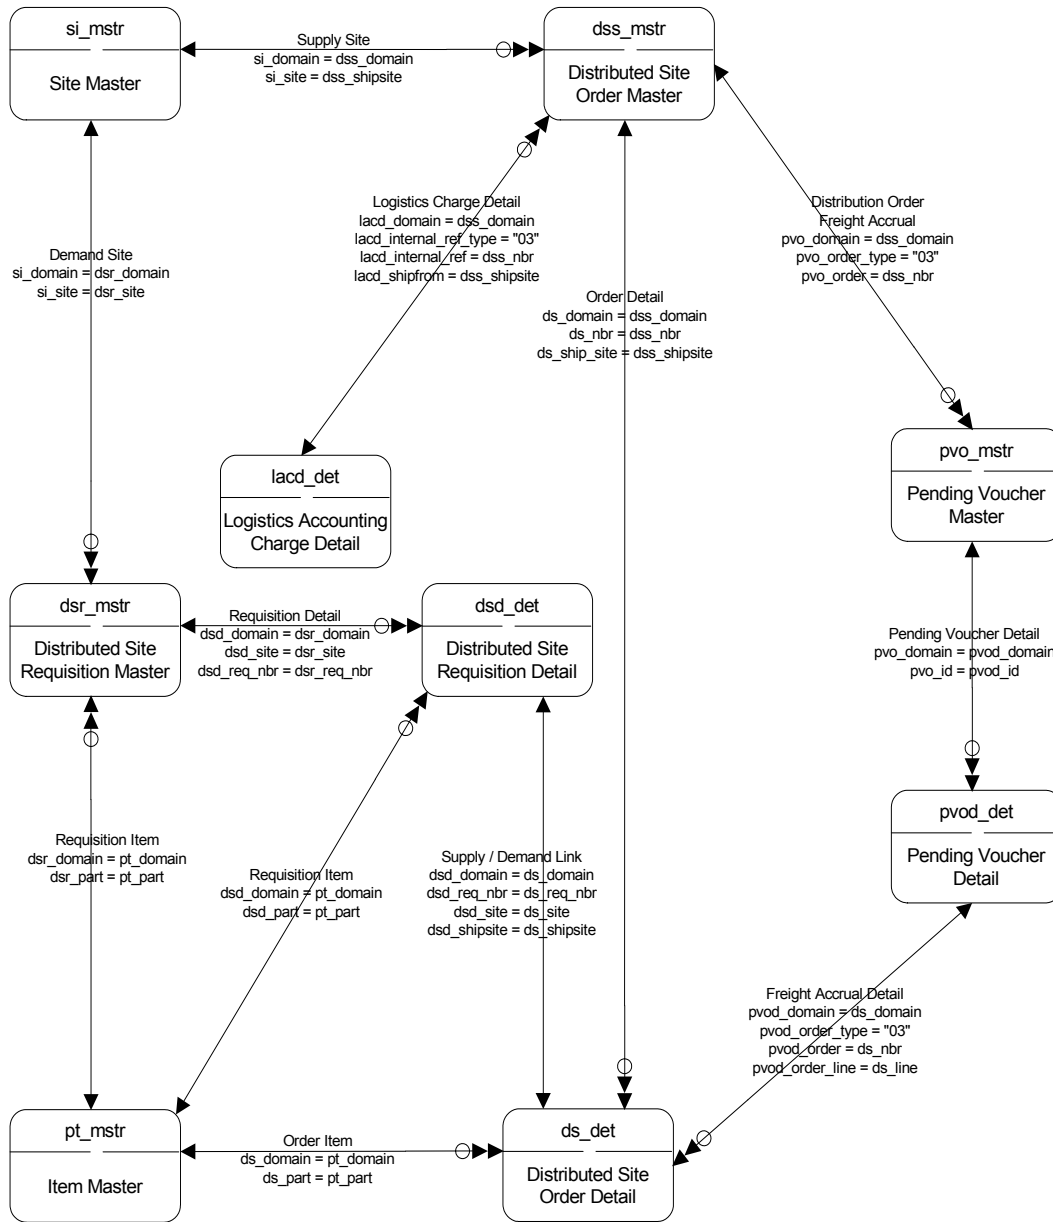 si_mstr
Site Master
Supply Site
si_domain = dss_domain
si_site = dss_shipsite
dss_mstr
Distributed Site
Order Master
Logistics Charge Detail
lacd_domain = dss_domain
lacd_internal_ref_type = "03"
lacd_internal_ref = dss_nbr
lacd_shipfrom = dss_shipsite
Distribution Order
Freight Accrual
pvo_domain = dss_domain
pvo_order_type = "03"
pvo_order = dss_nbr
Demand Site
si_domain = dsr_domain
si_site = dsr_site
Order Detail
ds_domain = dss_domain
ds_nbr = dss_nbr
ds_ship_site = dss_shipsite
lacd_det
Logistics Accounting
Charge Detail
pvo_mstr
Pending Voucher
Master
dsr_mstr
Distributed Site
Requisition Master
Requisition Detail
dsd_domain = dsr_domain
dsd_site = dsr_site
dsd_req_nbr = dsr_req_nbr
dsd_det
Distributed Site
Requisition Detail
Pending Voucher Detail
pvo_domain = pvod_domain
pvo_id = pvod_id
Requisition Item
dsr_domain = pt_domain
dsr_part = pt_part
Requisition Item
dsd_domain = pt_domain
dsd_part = pt_part
Supply / Demand Link
dsd_domain = ds_domain
dsd_req_nbr = ds_req_nbr
dsd_site = ds_site
dsd_shipsite = ds_shipsite
pvod_det
Pending Voucher
Detail
Freight Accrual Detail
pvod_domain = ds_domain
pvod_order_type = "03"
pvod_order = ds_nbr
pvod_order_line = ds_line
pt_mstr
Item Master
Order Item
ds_domain = pt_domain
ds_part = pt_part
ds_det
Distributed Site
Order Detail